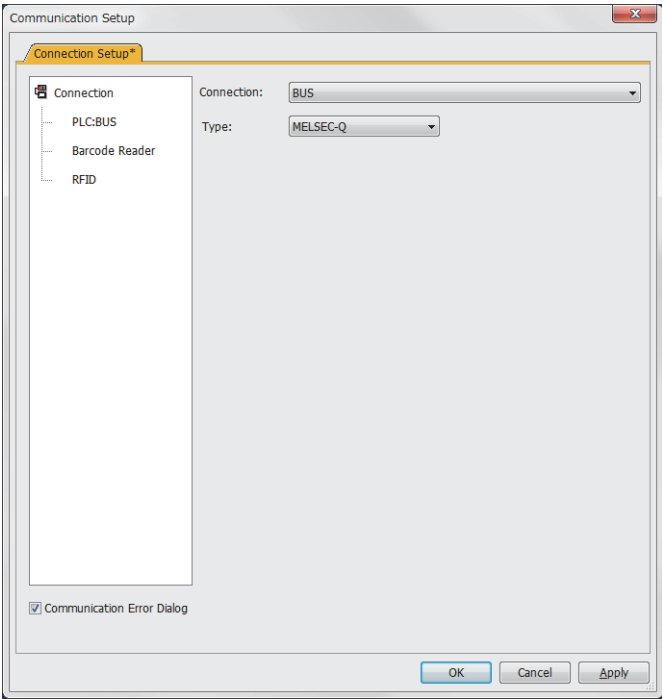 Communication Setup
Connection Setup*
Connection
PLC:BUS
Barcode Reader
RFID
Connection: BUS
Type: MELSEC-Q
Communication Error Dialog
OK Cancel Apply